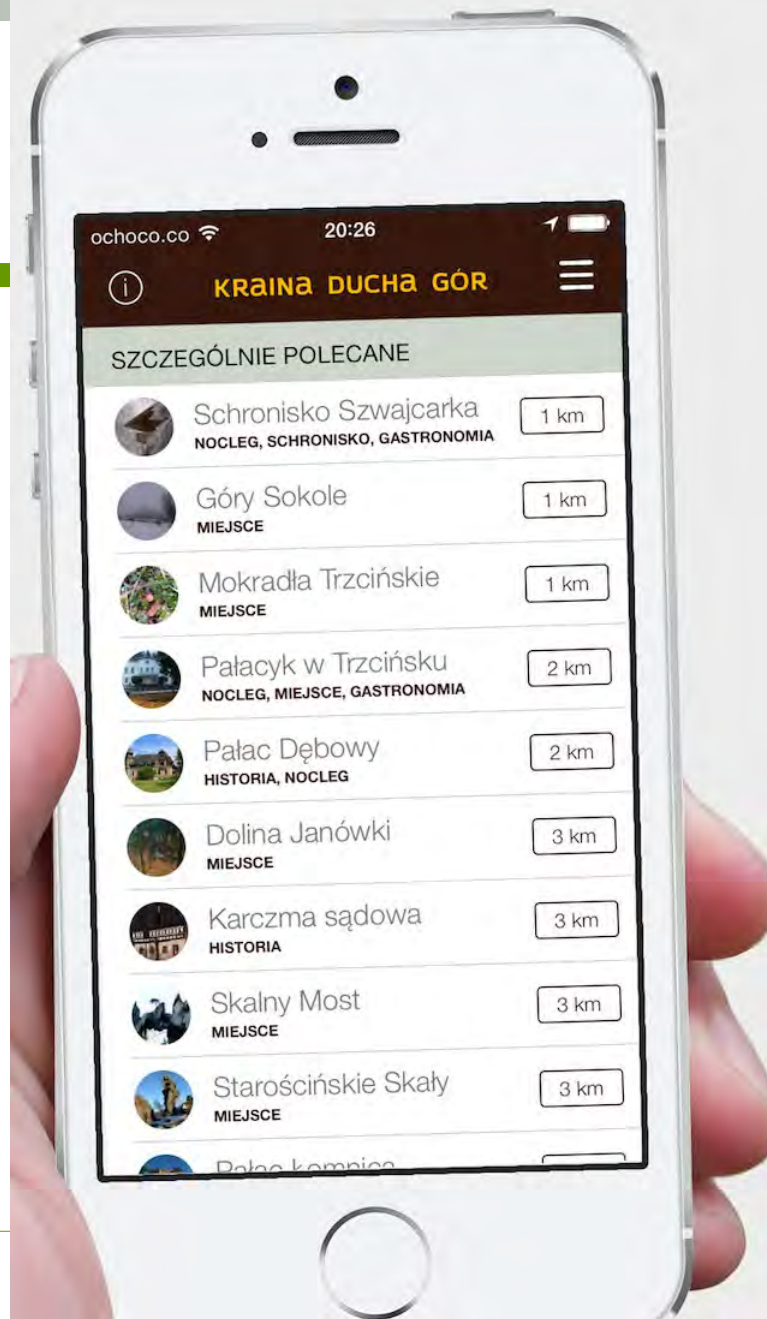 ochoco.co 20:26
KRaINa DUCHa GÓR
SZCZEGÓLNIE POLECANE
Schronisko Szwajcarka 1 km
NOCLEG, SCHRONISKO, GASTRONOMIA
Góry Sokole 1 km
MIEJSCE
Mokradła Trzcińskie 1 km
MIEJSCE
Pałacyk w Trzcińsku 2 km
NOCLEG, MIEJSCE, GASTRONOMIA
Pałac Dębowy 2 km
HISTORIA, NOCLEG
Dolina Janówki 3 km
MIEJSCE
Karczma sądowa 3 km
HISTORIA
Skalny Most 3 km
MIEJSCE
Starościńskie Skały 3 km
MIEJSCE
Pałac Łomnica